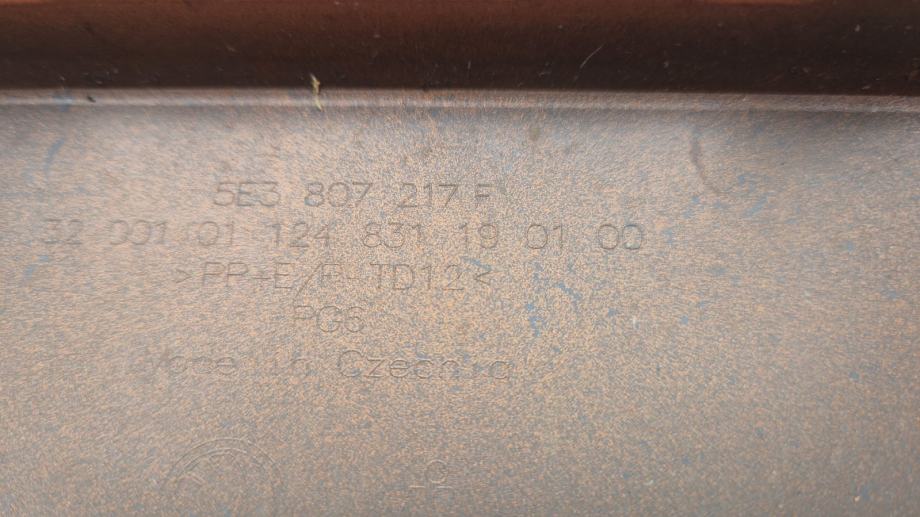 5E3 807 217 F
32 001 01 124 831 19 01 00
>PP+E/P-TD12<
PG6
Made in Czechia